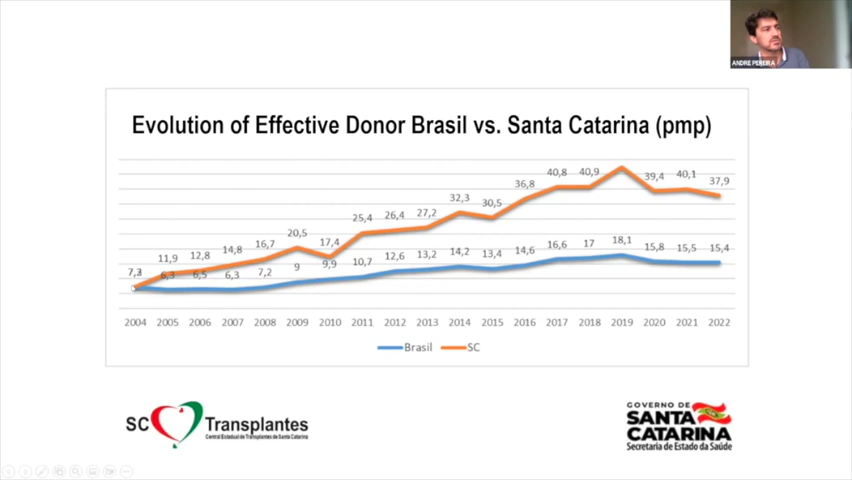 ANDRE PEREIRA
Evolution of Effective Donor Brasil vs. Santa Catarina (pmp)
40,8 40,9 39,4 40,1 37,9
36,8
32,3 30,5
25,4 26,4 27,2
20,5
11,9 12,8 14,8 16,7 17,4
6,3 6,5 6,3 7,2 9 9,9 10,7 12,6 13,2 14,2 13,4 14,6 16,6 17 18,1 15,8 15,5 15,4
2004 2005 2006 2007 2008 2009 2010 2011 2012 2013 2014 2015 2016 2017 2018 2019 2020 2021 2022
Brasil SC
SC Transplantes
Central Estadual de Transplantes de Santa Catarina
GOVERNO DE
SANTA
CATARINA
Secretaria de Estado da Saúde